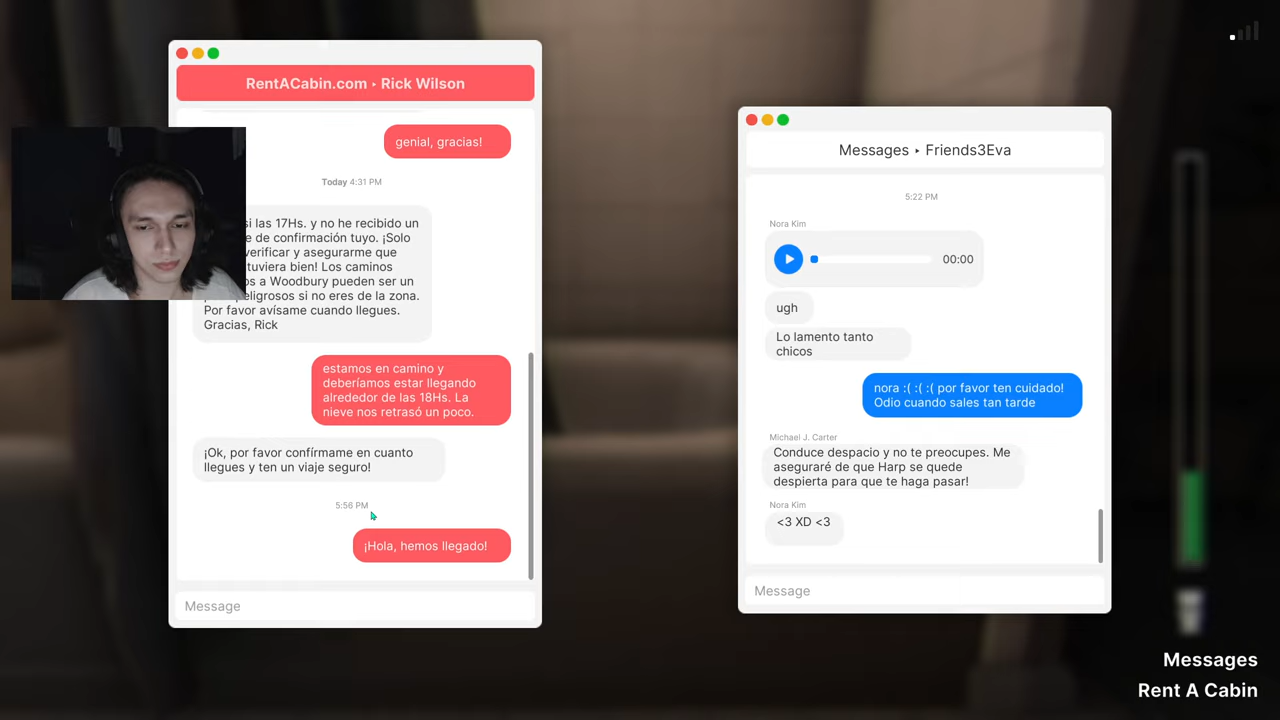 RentACabin.com ‣ Rick Wilson
genial, gracias!
Today 4:31 PM
si las 17Hs. y no he recibido un
de confirmación tuyo. ¡Solo
verificar y asegurarme que
tuviera bien! Los caminos
a Woodbury pueden ser un
peligrosos si no eres de la zona.
Por favor avísame cuando llegues.
Gracias, Rick
estamos en camino y
deberíamos estar llegando
alrededor de las 18Hs. La
nieve nos retrasó un poco.
¡Ok, por favor confírmame en cuanto
llegues y ten un viaje seguro!
5:56 PM
¡Hola, hemos llegado!
Message
Messages ‣ Friends3Eva
5:22 PM
Nora Kim
00:00
ugh
Lo lamento tanto
chicos
nora :( :( :( por favor ten cuidado!
Odio cuando sales tan tarde
Michael J. Carter
Conduce despacio y no te preocupes. Me
aseguraré de que Harp se quede
despierta para que te haga pasar!
Nora Kim
<3 XD <3
Message
Messages
Rent A Cabin